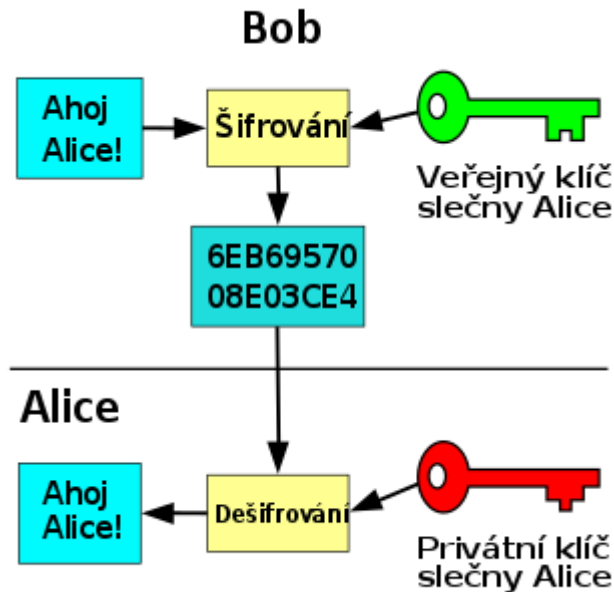 Bob
Ahoj
Alice!
Šifrování
Veřejný klíč
slečny Alice
6EB69570
08E03CE4
Alice
Ahoj
Alice!
Dešifrování
Privátní klíč
slečny Alice